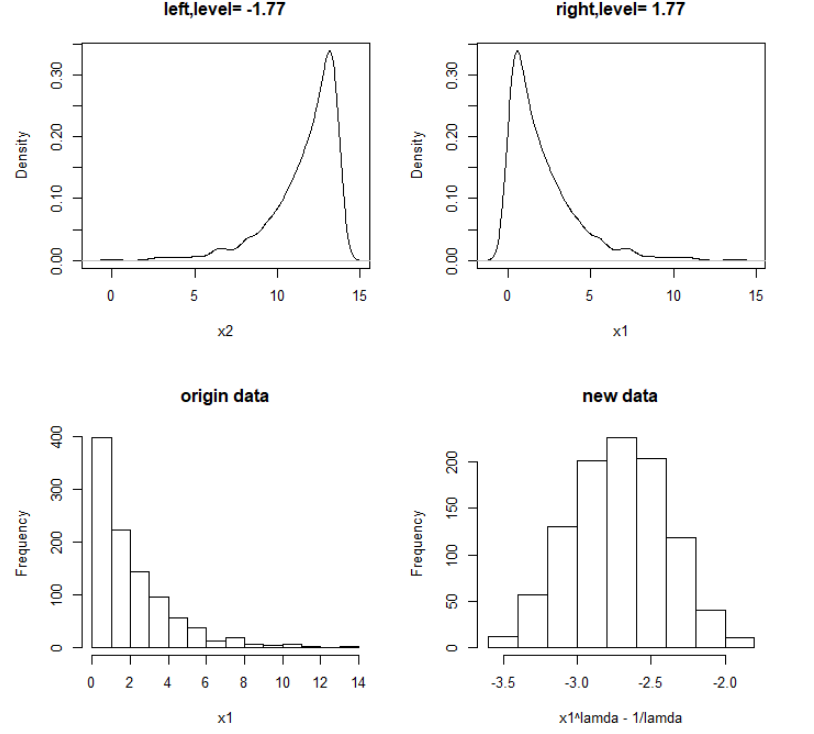 left,level= -1.77
right,level= 1.77
Density
0.00 0.10 0.20 0.30
0 5 10 15
x2
Density
0.00 0.10 0.20 0.30
0 5 10 15
x1
origin data
new data
Frequency
0 100 200 300 400
0 2 4 6 8 10 12 14
x1
Frequency
0 50 100 150 200
-3.5 -3.0 -2.5 -2.0
x1^lamda - 1/lamda